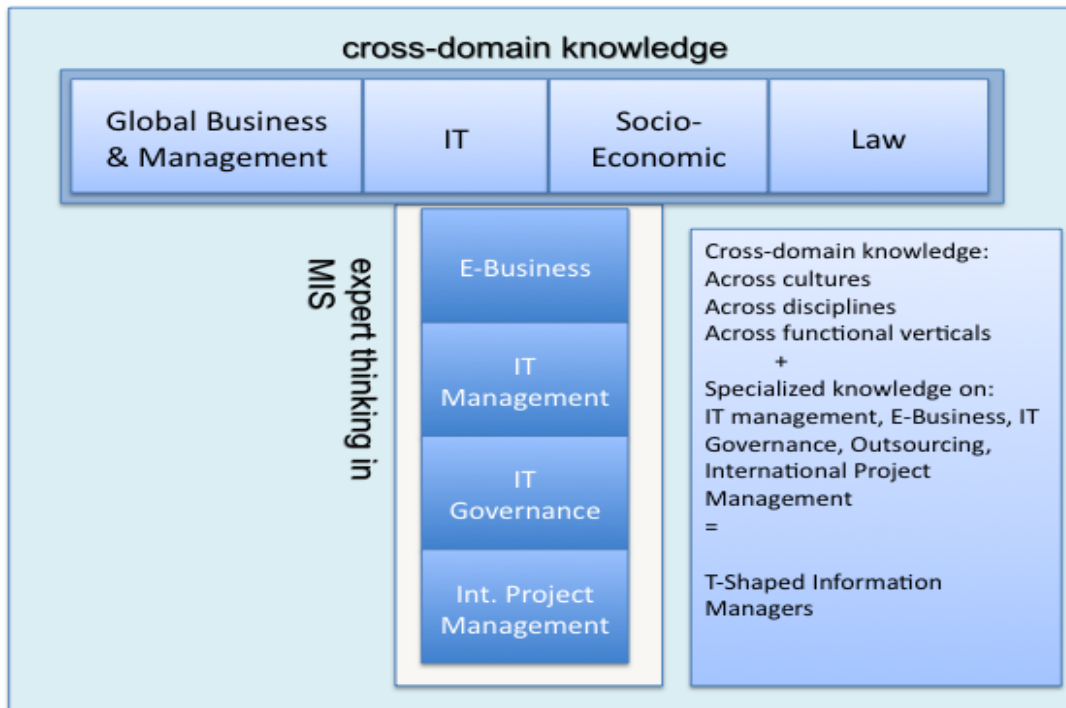 cross-domain knowledge
Global Business
& Management
IT
Socio-
Economic
Law
expert thinking in
MIS
E-Business
IT
Management
IT
Governance
Int. Project
Management
Cross-domain knowledge:
Across cultures
Across disciplines
Across functional verticals
+
Specialized knowledge on:
IT management, E-Business, IT
Governance, Outsourcing,
International Project
Management
=
T-Shaped Information
Managers